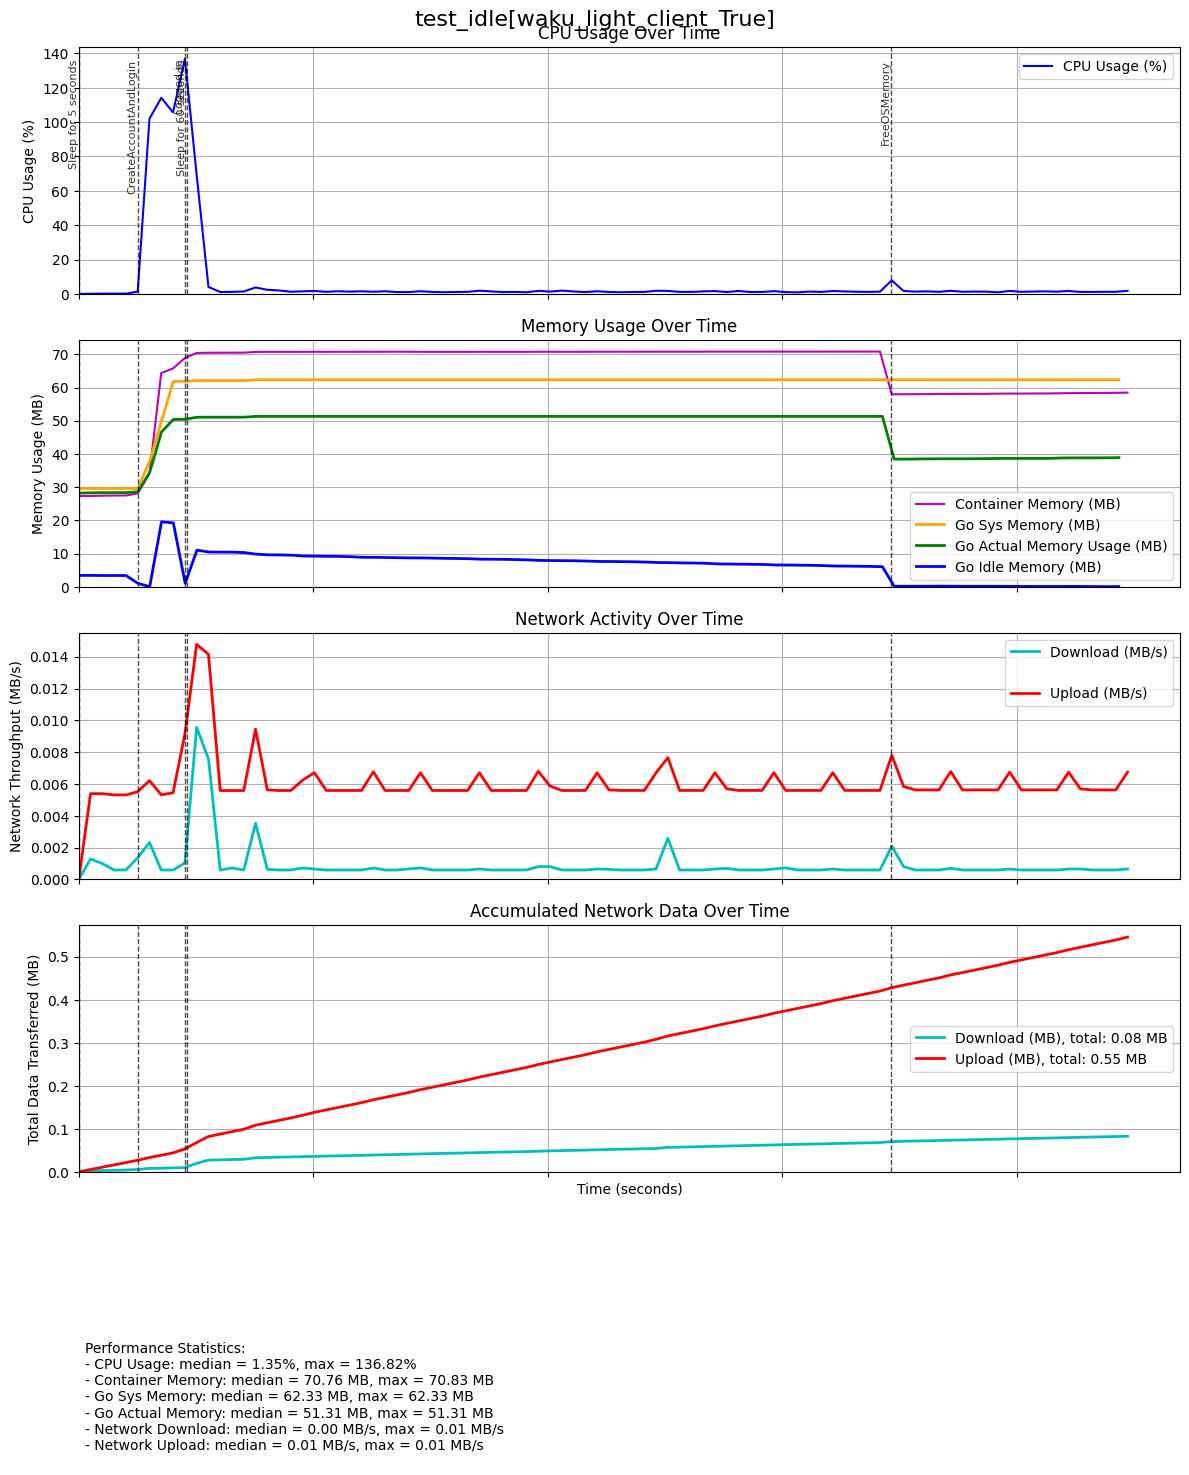 test_idle[waku_light_client_True]
CPU Usage Over Time
CPU Usage (%)
140
120
100
80
60
40
20
0
Sleep for 5 seconds
CreateAccountAndLogin
Sleep for 60 seconds
FreeOSMemory
CPU Usage (%)
Memory Usage Over Time
Memory Usage (MB)
70
60
50
40
30
20
10
0
Container Memory (MB)
Go Sys Memory (MB)
Go Actual Memory Usage (MB)
Go Idle Memory (MB)
Network Activity Over Time
Network Throughput (MB/s)
0.014
0.012
0.010
0.008
0.006
0.004
0.002
0.000
Download (MB/s)
Upload (MB/s)
Accumulated Network Data Over Time
Total Data Transferred (MB)
0.5
0.4
0.3
0.2
0.1
0.0
Download (MB), total: 0.08 MB
Upload (MB), total: 0.55 MB
Time (seconds)
Performance Statistics:
- CPU Usage: median = 1.35%, max = 136.82%
- Container Memory: median = 70.76 MB, max = 70.83 MB
- Go Sys Memory: median = 62.33 MB, max = 62.33 MB
- Go Actual Memory: median = 51.31 MB, max = 51.31 MB
- Network Download: median = 0.00 MB/s, max = 0.01 MB/s
- Network Upload: median = 0.01 MB/s, max = 0.01 MB/s